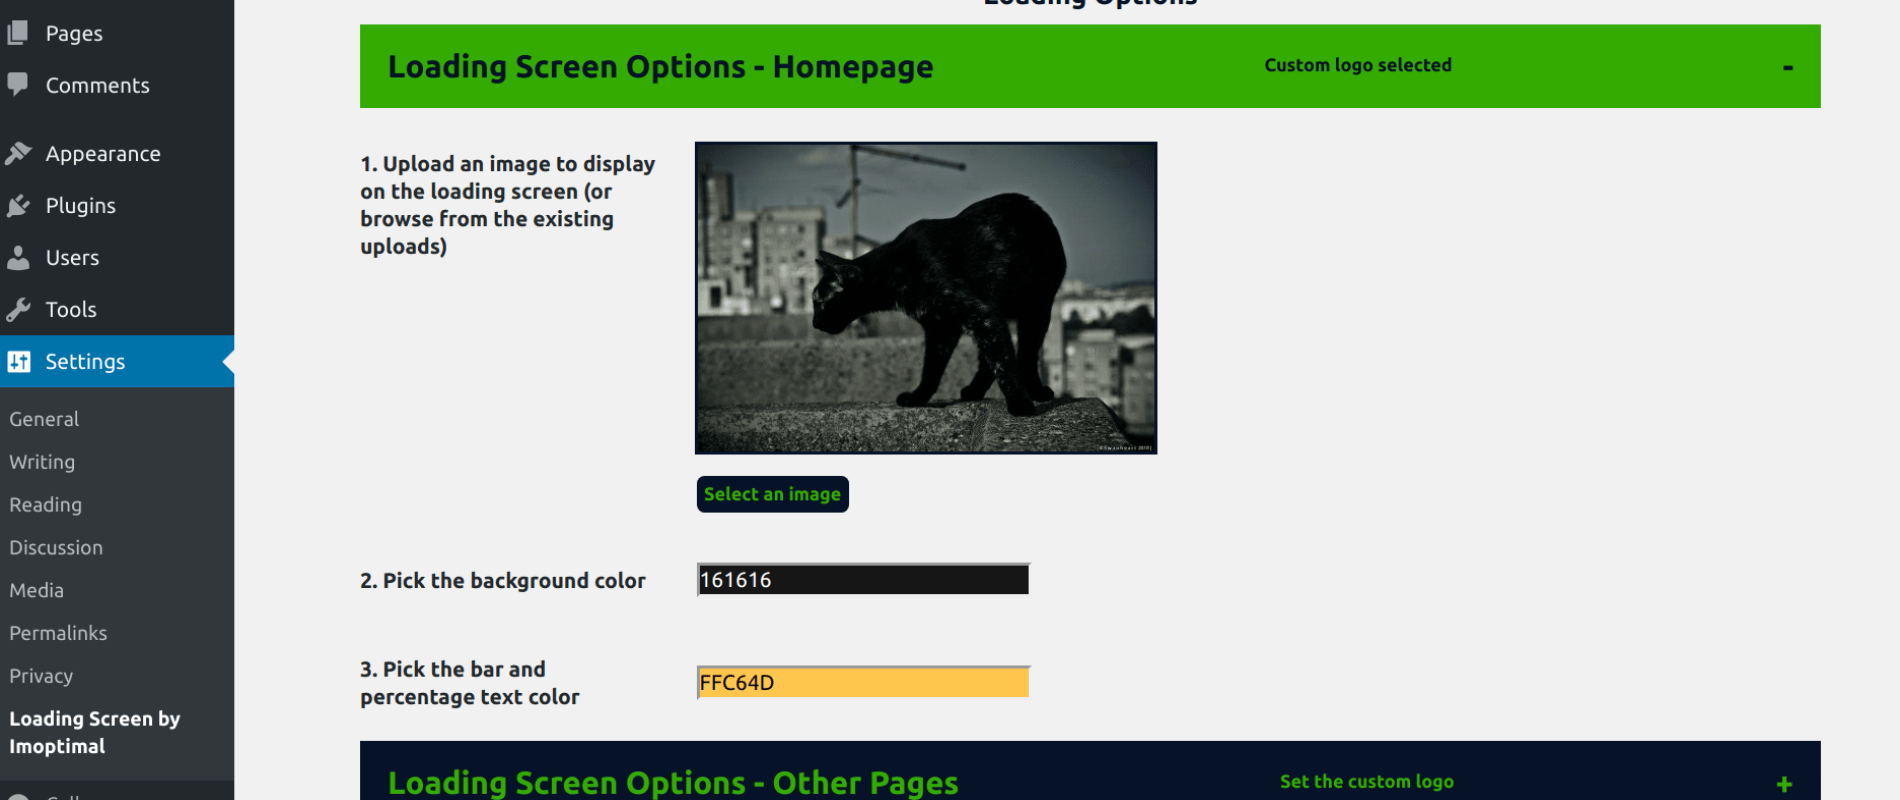 Loading Options
Pages
Comments
Appearance
Plugins
Users
Tools
Settings
General
Writing
Reading
Discussion
Media
Permalinks
Privacy
Loading Screen by
Imoptimal
Loading Screen Options - Homepage
Custom logo selected
-
1. Upload an image to display
on the loading screen (or
browse from the existing
uploads)
Select an image
2. Pick the background color
161616
3. Pick the bar and
percentage text color
FFC64D
Loading Screen Options - Other Pages
Set the custom logo
+